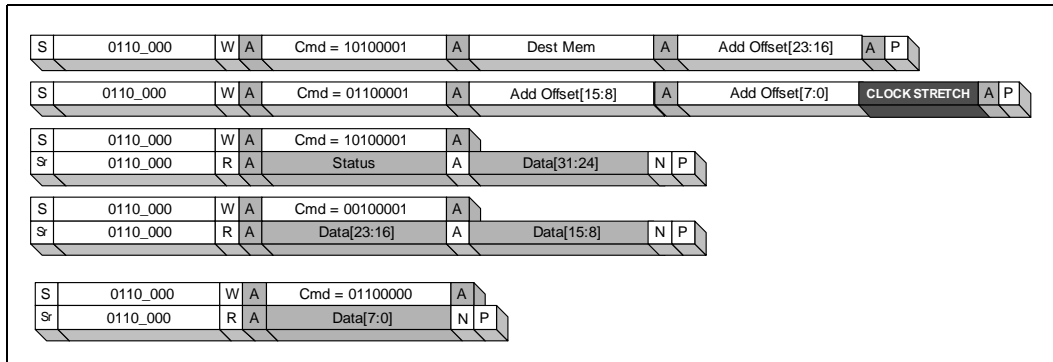 S 0110_000 W A Cmd = 10100001 A Dest Mem A Add Offset[23:16] A P
S 0110_000 W A Cmd = 01100001 A Add Offset[15:8] A Add Offset[7:0] CLOCK STRETCH A P
S 0110_000 W A Cmd = 10100001 A
Sr 0110_000 R A Status A Data[31:24] N P
S 0110_000 W A Cmd = 00100001 A
Sr 0110_000 R A Data[23:16] A Data[15:8] N P
S 0110_000 W A Cmd = 01100000 A
Sr 0110_000 R A Data[7:0] N P